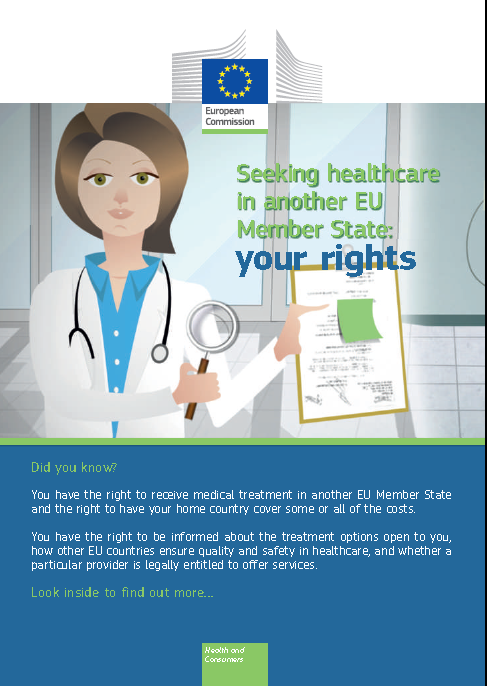 European
Commission
Seeking healthcare
in another EU
Member State:
your rights
Did you know?
You have the right to receive medical treatment in another EU Member State
and the right to have your home country cover some or all of the costs.
You have the right to be informed about the treatment options open to you,
how other EU countries ensure quality and safety in healthcare, and whether a
particular provider is legally entitled to offer services.
Look inside to find out more...
Health and
Consumers